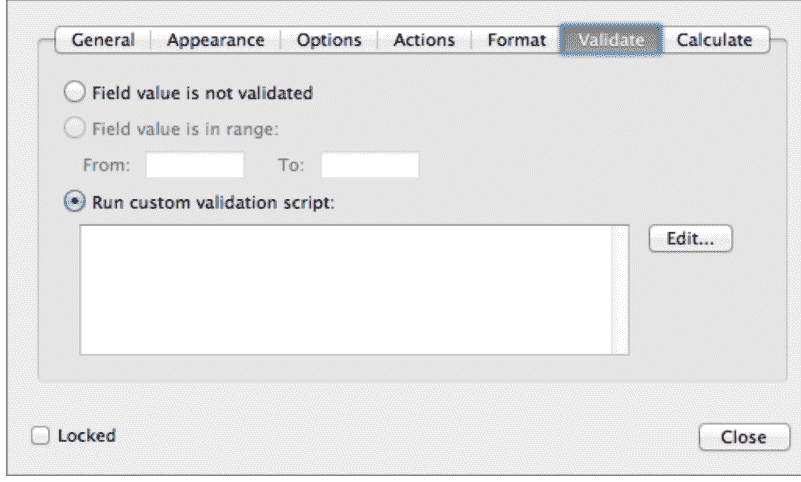 General Appearance Options Actions Format Validate Calculate
Field value is not validated
Field value is in range:
From: To:
Run custom validation script:
Edit...
Locked
Close